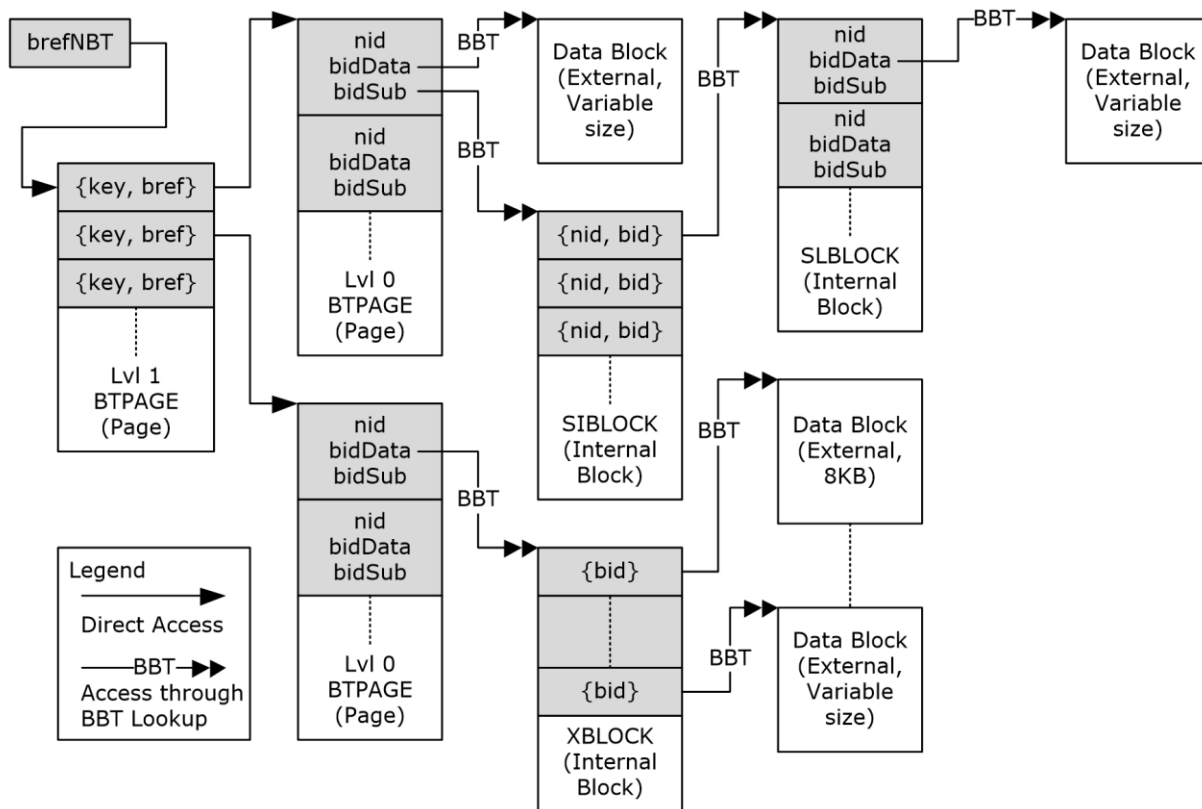 brefNBT
{key, bref}
{key, bref}
{key, bref}
Lvl 1
BTPAGE
(Page)
nid
bidData
bidSub
nid
bidData
bidSub
Lvl 0
BTPAGE
(Page)
BBT
BBT
Data Block
(External,
Variable
size)
{nid, bid}
{nid, bid}
{nid, bid}
SIBLOCK
(Internal
Block)
BBT
nid
bidData
bidSub
nid
bidData
bidSub
SLBLOCK
(Internal
Block)
BBT
Data Block
(External,
Variable
size)
nid
bidData
bidSub
nid
bidData
bidSub
Lvl 0
BTPAGE
(Page)
BBT
{bid}
{bid}
XBLOCK
(Internal
Block)
BBT
Data Block
(External,
8KB)
BBT
Data Block
(External,
Variable
size)
Legend
Direct Access
BBT
Access through
BBT Lookup